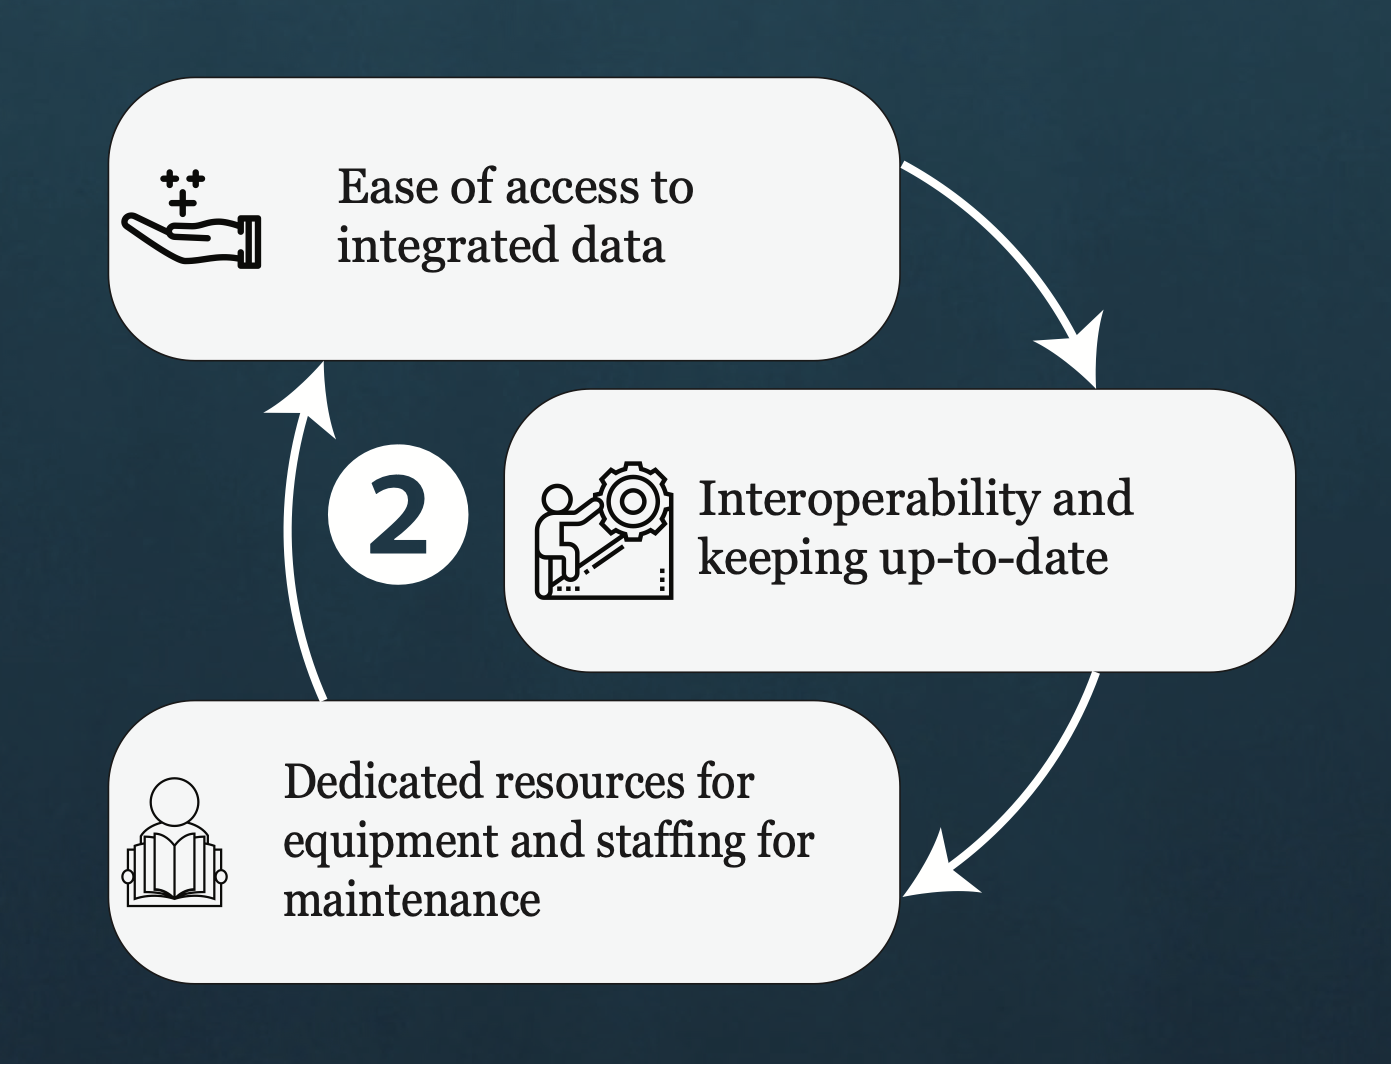 Ease of access to
integrated data
2
Interoperability and
keeping up-to-date
Dedicated resources for
equipment and staffing for
maintenance